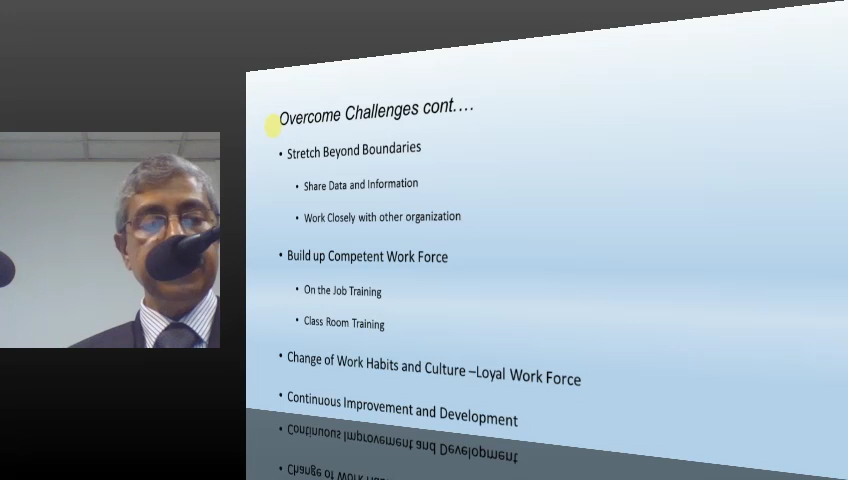 Overcome Challenges cont….
• Stretch Beyond Boundaries
• Share Data and Information
• Work Closely with other organization
• Build up Competent Work Force
• On the Job Training
• Class Room Training
• Change of Work Habits and Culture –Loyal Work Force
• Continuous Improvement and Development